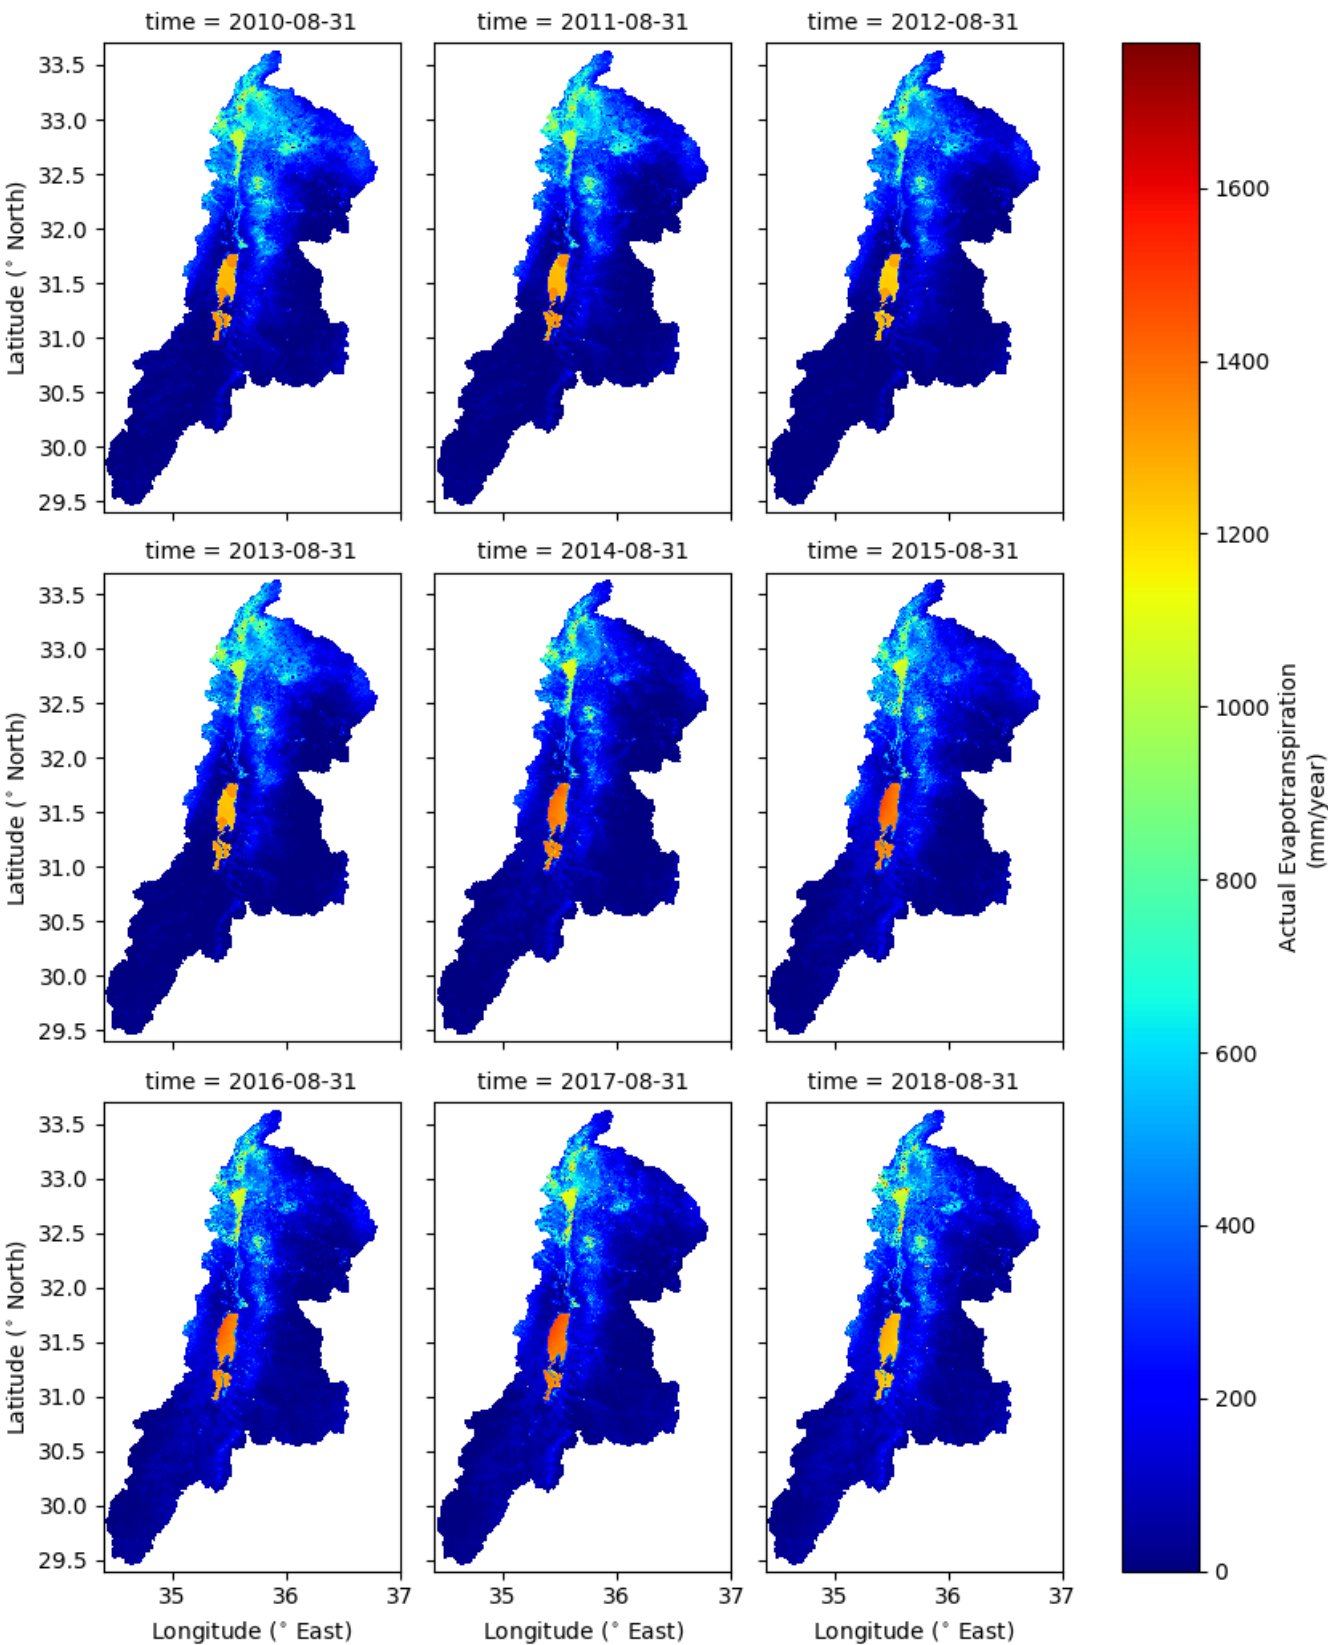 time = 2010-08-31
time = 2011-08-31
time = 2012-08-31
33.5
33.0
32.5
32.0
31.5
31.0
30.5
30.0
29.5
Latitude (° North)
time = 2013-08-31
time = 2014-08-31
time = 2015-08-31
33.5
33.0
32.5
32.0
31.5
31.0
30.5
30.0
29.5
Latitude (° North)
time = 2016-08-31
time = 2017-08-31
time = 2018-08-31
33.5
33.0
32.5
32.0
31.5
31.0
30.5
30.0
29.5
Latitude (° North)
35 36 37
35 36 37
35 36 37
Longitude (° East)
Longitude (° East)
Longitude (° East)
1600
1400
1200
1000
800
600
400
200
0
Actual Evapotranspiration
(mm/year)